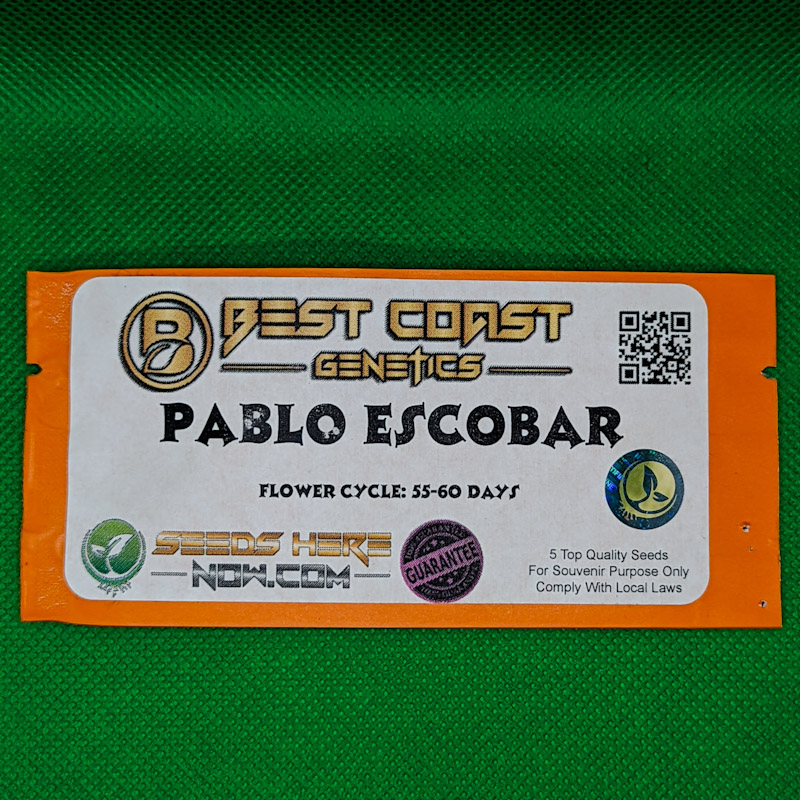 BEST COAST
GENETICS
PABLO ESCOBAR
FLOWER CYCLE: 55-60 DAYS
SEEDS HERE
NOW.COM
GUARANTEE
5 Top Quality Seeds
For Souvenir Purpose Only
Comply With Local Laws